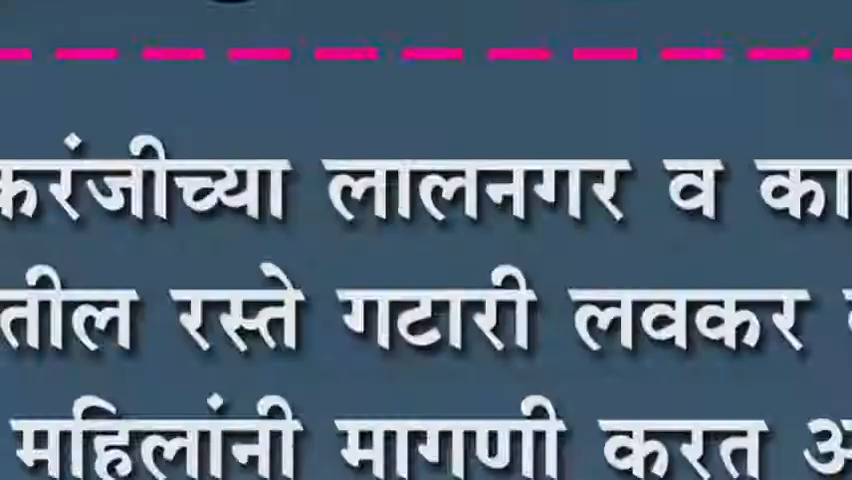 करंजीच्या लालनगर व का
तील रस्ते गटारी लवकर
महिलांनी मागणी करत अ